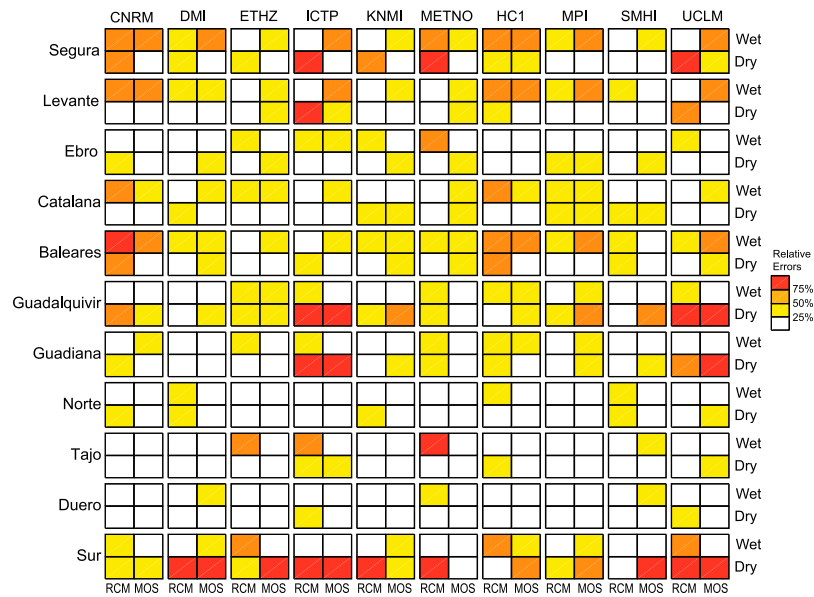 CNRM DMI ETHZ ICTP KNMI METNO HC1 MPI SMHI UCLM
Segura Wet
Dry
Levante Wet
Dry
Ebro Wet
Dry
Catalana Wet
Dry
Baleares Wet
Dry
Relative
Errors
75%
50%
25%
Guadalquivir Wet
Dry
Guadiana Wet
Dry
Norte Wet
Dry
Tajo Wet
Dry
Duero Wet
Dry
Sur Wet
Dry
RCM MOS RCM MOS RCM MOS RCM MOS RCM MOS RCM MOS RCM MOS RCM MOS RCM MOS RCM MOS